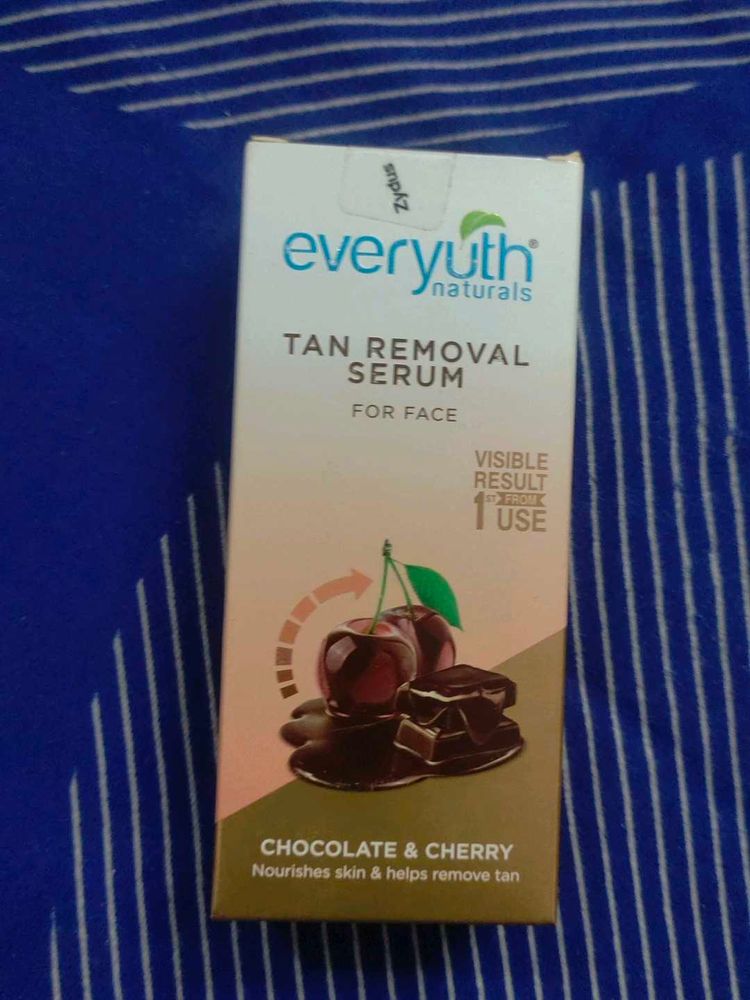 Zydus
everyuth®
naturals
TAN REMOVAL
SERUM
FOR FACE
VISIBLE
RESULT
1ST FROM
USE
CHOCOLATE & CHERRY
Nourishes skin & helps remove tan